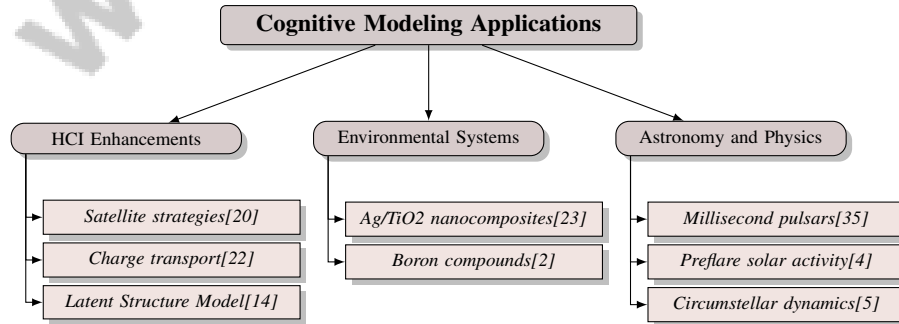 Cognitive Modeling Applications
HCI Enhancements
Environmental Systems
Astronomy and Physics
Satellite strategies[20]
Charge transport[22]
Latent Structure Model[14]
Ag/TiO2 nanocomposites[23]
Boron compounds[2]
Millisecond pulsars[35]
Preflare solar activity[4]
Circumstellar dynamics[5]